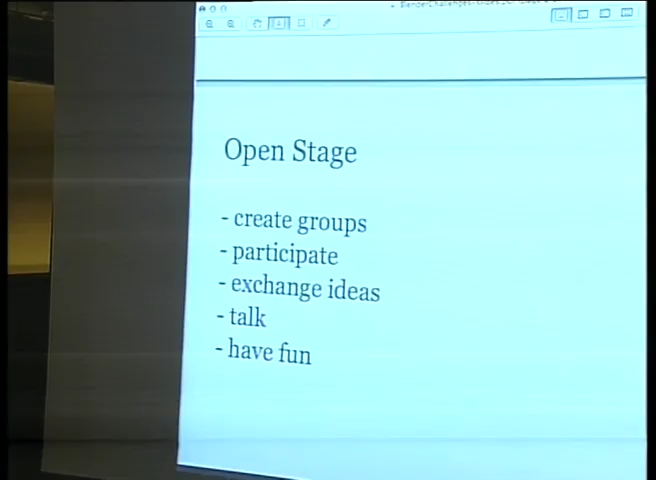 Open Stage
- create groups
- participate
- exchange ideas
- talk
- have fun